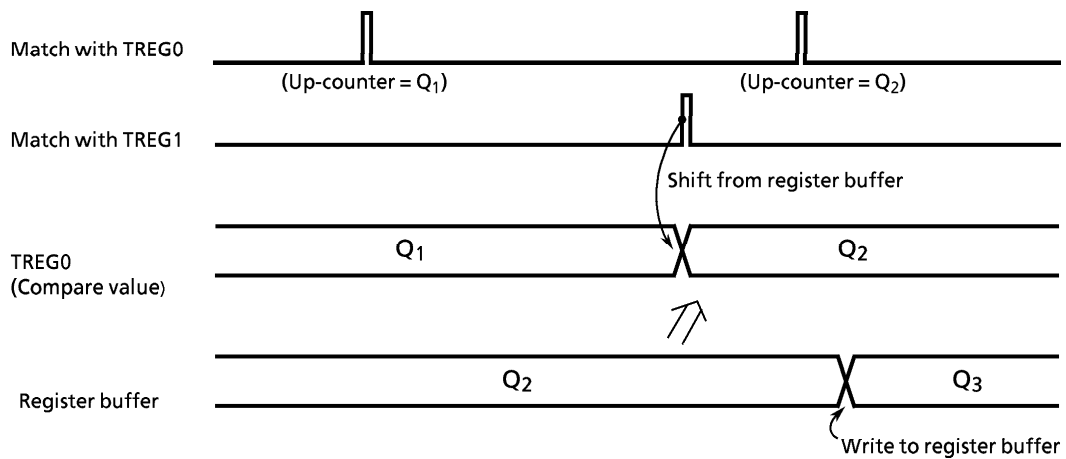 Match with TREG0
(Up-counter = Q1)
(Up-counter = Q2)
Match with TREG1
Shift from register buffer
TREG0
(Compare value)
Q1
Q2
Register buffer
Q2
Q3
Write to register buffer